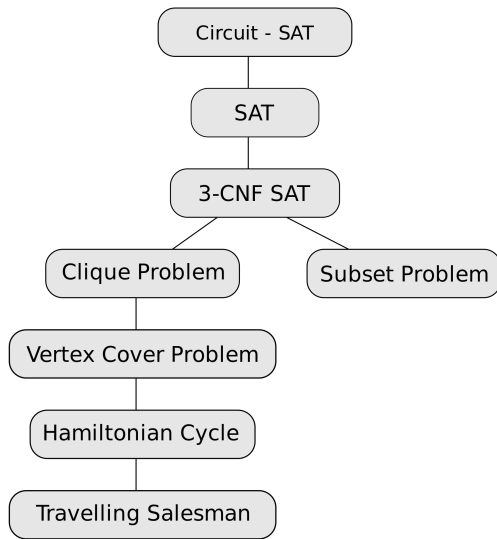 Circuit - SAT
SAT
3-CNF SAT
Clique Problem
Subset Problem
Vertex Cover Problem
Hamiltonian Cycle
Travelling Salesman